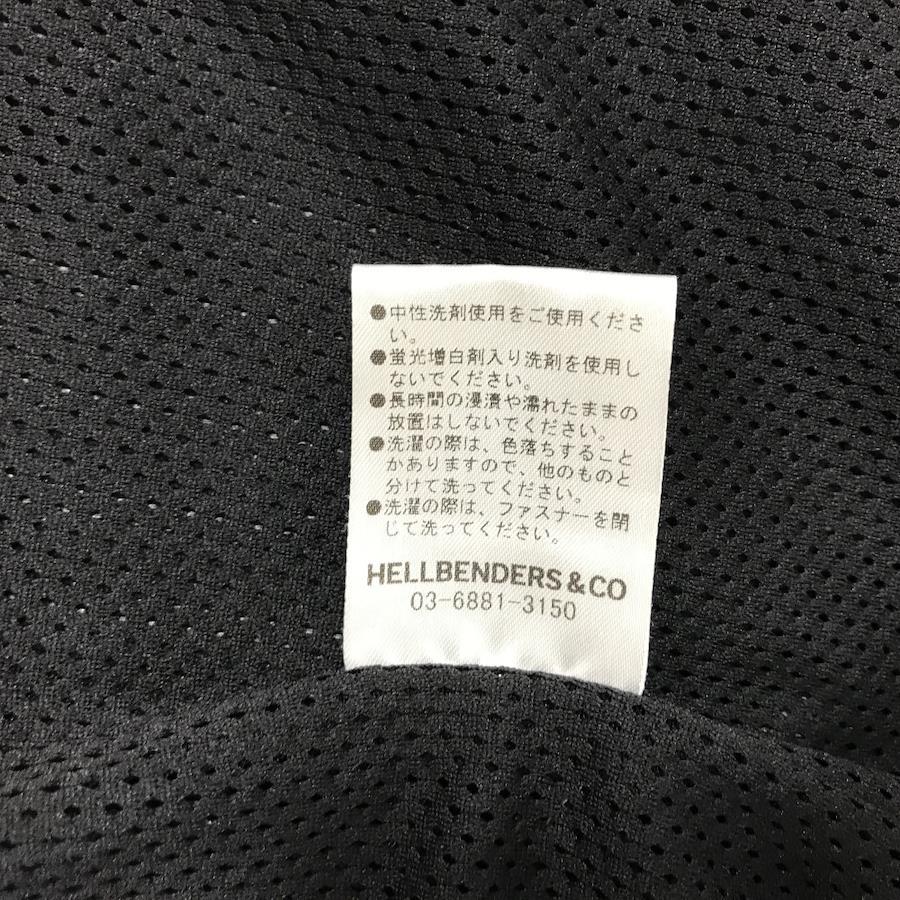 ●中性洗剤使用をご使用くださ
い。
●蛍光増白剤入り洗剤を使用し
ないでください。
●長時間の浸漬や濡れたままの
放置はしないでください。
●洗濯の際は、色落ちすること
かありますので、他のものと
分けて洗ってください。
●洗濯の際は、ファスナーを閉
じて洗ってください。
HELLBENDERS&CO
03-6881-3150